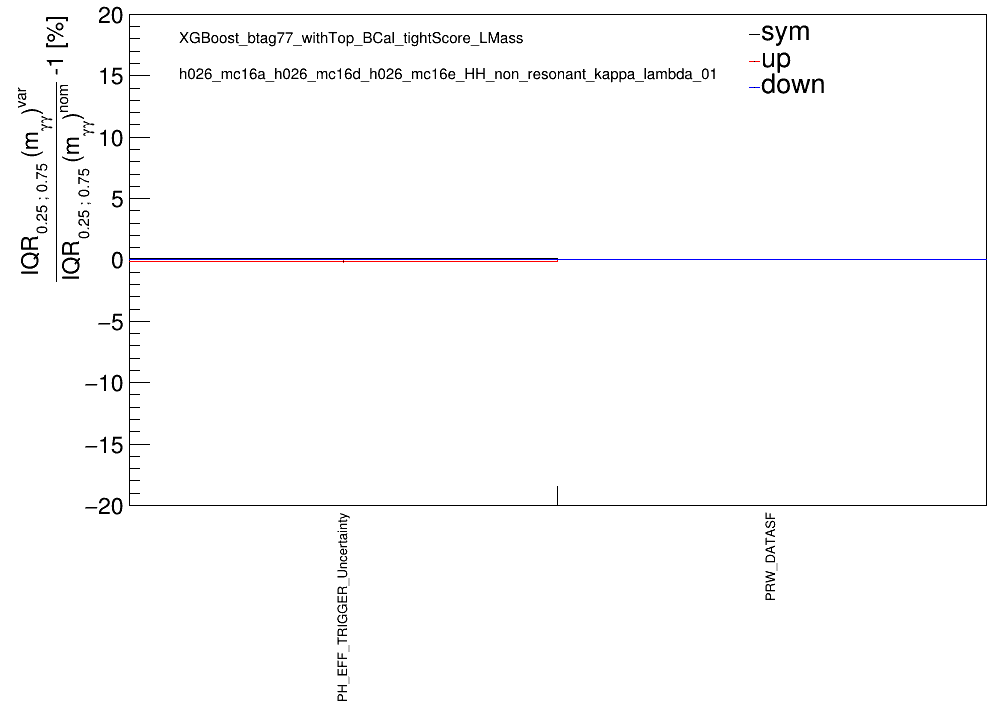 IQR0.25 ; 0.75 (mγγ)var
IQR0.25 ; 0.75 (mγγ)nom
-1 [%]
XGBoost_btag77_withTop_BCal_tightScore_LMass
h026_mc16a_h026_mc16d_h026_mc16e_HH_non_resonant_kappa_lambda_01
sym
up
down
20
15
10
5
0
−5
−10
−15
−20
PH_EFF_TRIGGER_Uncertainty
PRW_DATASF